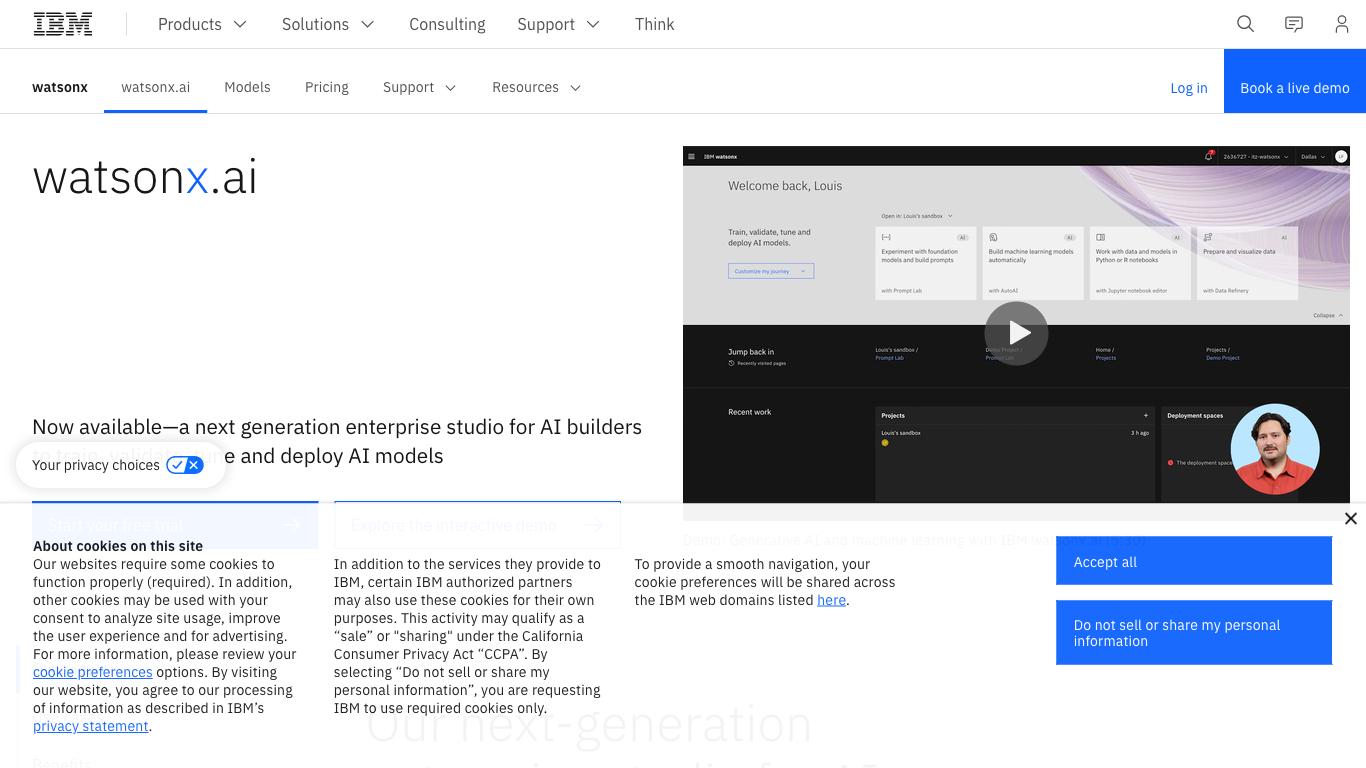 IBM
Products
Solutions
Consulting
Support
Think
watsonx
watsonx.ai
Models
Pricing
Support
Resources
Log in
Book a live demo
watsonx.ai
Now available—a next generation enterprise studio for AI builders
to train, validate, tune and deploy AI models
Your privacy choices
Start your free trial
Explore the interactive demo
IBM watsonx
7
2636727 - itz-watsonx
Dallas
LF
Welcome back, Louis
Open in: Louis's sandbox
Train, validate, tune and
deploy AI models.
Customize my journey
AI
Experiment with foundation
models and build prompts
with Prompt Lab
AI
Build machine learning models
automatically
with AutoAI
AI
Work with data and models in
Python or R notebooks
with Jupyter notebook editor
AI
Prepare and visualize data
with Data Refinery
Collapse
Jump back in
Recently visited pages
Louis's sandbox /
Prompt Lab
Demo Project /
Prompt Lab
Home /
Projects
Projects /
Demo Project
Recent work
Projects
Louis's sandbox
3 h ago
Deployment spaces
The deployment space
Demo: Generative AI and machine learning with IBM watsonx.ai
About cookies on this site
Our websites require some cookies to
function properly (required). In addition,
other cookies may be used with your
consent to analyze site usage, improve
the user experience and for advertising.
For more information, please review your
cookie preferences options. By visiting
our website, you agree to our processing
of information as described in IBM’s
privacy statement.
In addition to the services they provide to
IBM, certain IBM authorized partners
may also use these cookies for their own
purposes. This activity may qualify as a
“sale” or "sharing" under the California
Consumer Privacy Act “CCPA”. By
selecting “Do not sell or share my
personal information”, you are requesting
IBM to use required cookies only.
To provide a smooth navigation, your
cookie preferences will be shared across
the IBM web domains listed here.
Accept all
Do not sell or share my personal
information
Our next-generation
Benefits